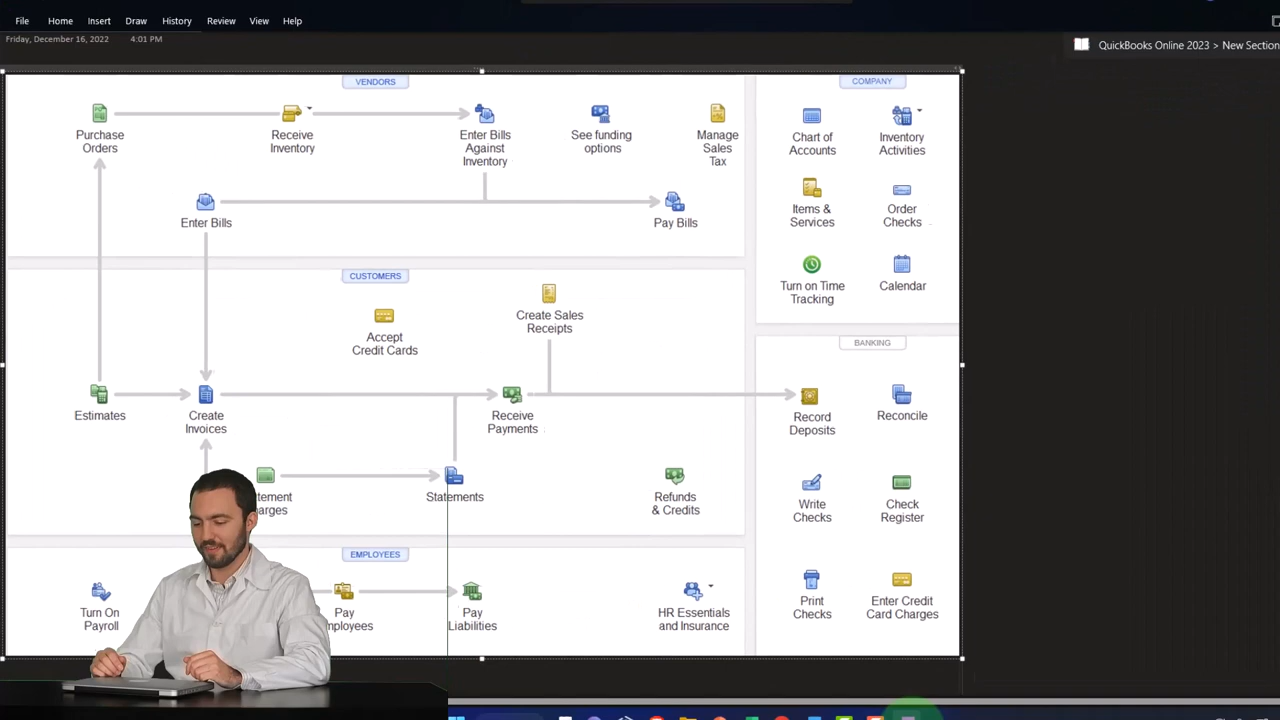 File Home Insert Draw History Review View Help
Friday, December 16, 2022 4:01 PM
QuickBooks Online 2023 > New Section
VENDORS
Purchase
Orders
Receive
Inventory
Enter Bills
Against
Inventory
See funding
options
Manage
Sales
Tax
Enter Bills
Pay Bills
CUSTOMERS
Accept
Credit Cards
Create Sales
Receipts
Estimates
Create
Invoices
Receive
Payments
tement
arges
Statements
Refunds
& Credits
EMPLOYEES
Turn On
Payroll
Pay
mployees
Pay
Liabilities
HR Essentials
and Insurance
COMPANY
Chart of
Accounts
Inventory
Activities
Items &
Services
Order
Checks
Turn on Time
Tracking
Calendar
BANKING
Record
Deposits
Reconcile
Write
Checks
Check
Register
Print
Checks
Enter Credit
Card Charges